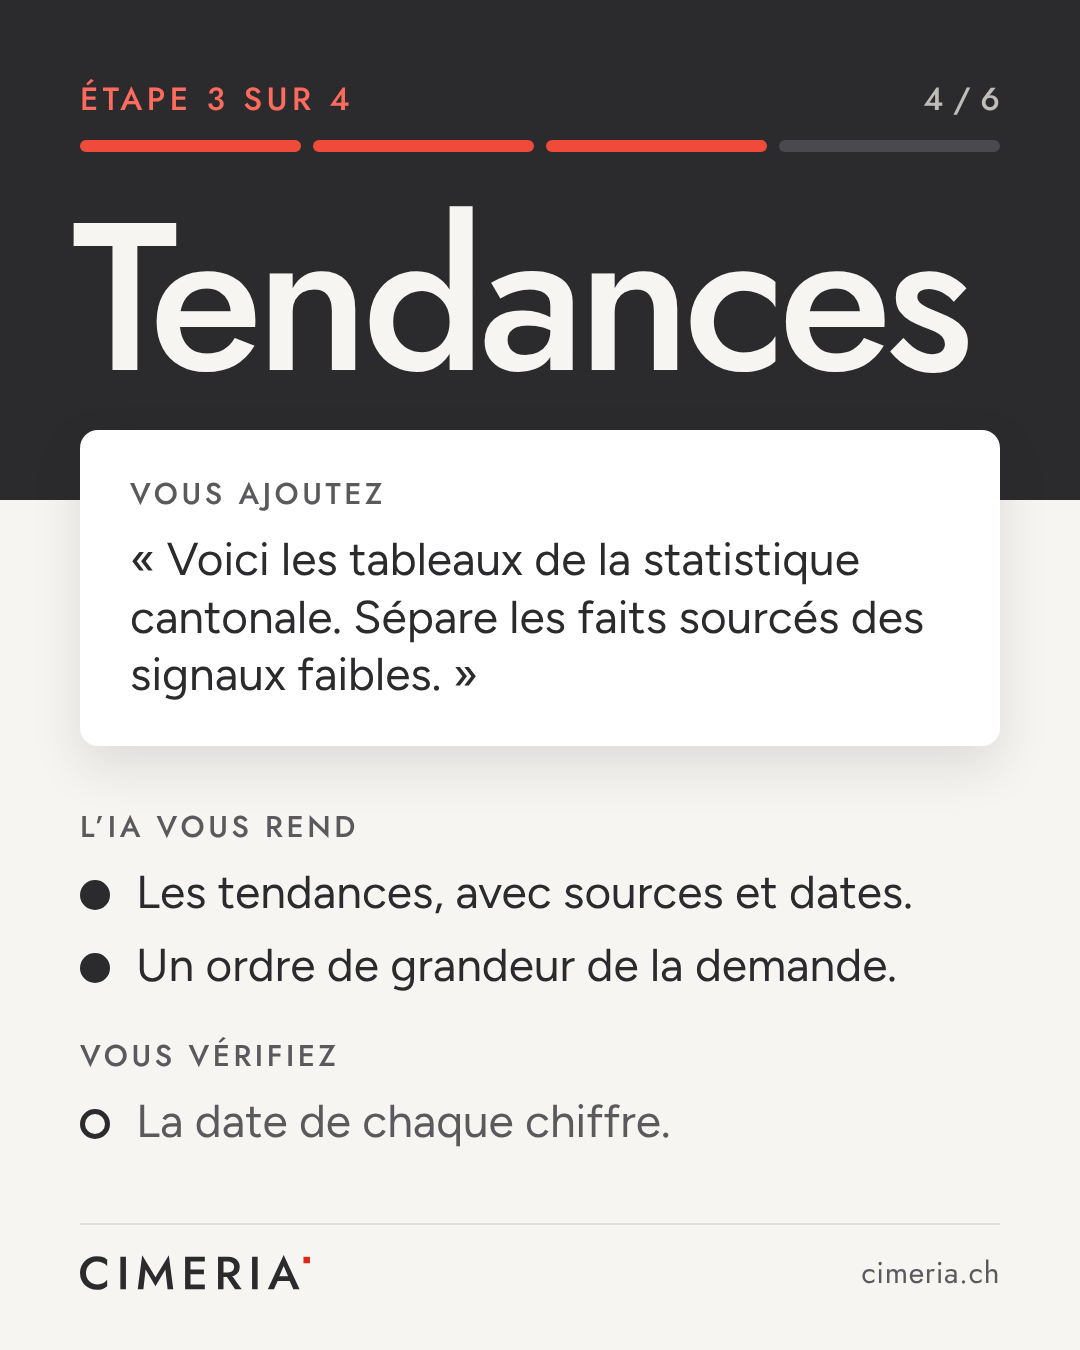 ÉTAPE 3 SUR 4
4 / 6
Tendances
VOUS AJOUTEZ
« Voici les tableaux de la statistique
cantonale. Sépare les faits sourcés des
signaux faibles. »
L’IA VOUS REND
Les tendances, avec sources et dates.
Un ordre de grandeur de la demande.
VOUS VÉRIFIEZ
La date de chaque chiffre.
CIMERIA
cimeria.ch